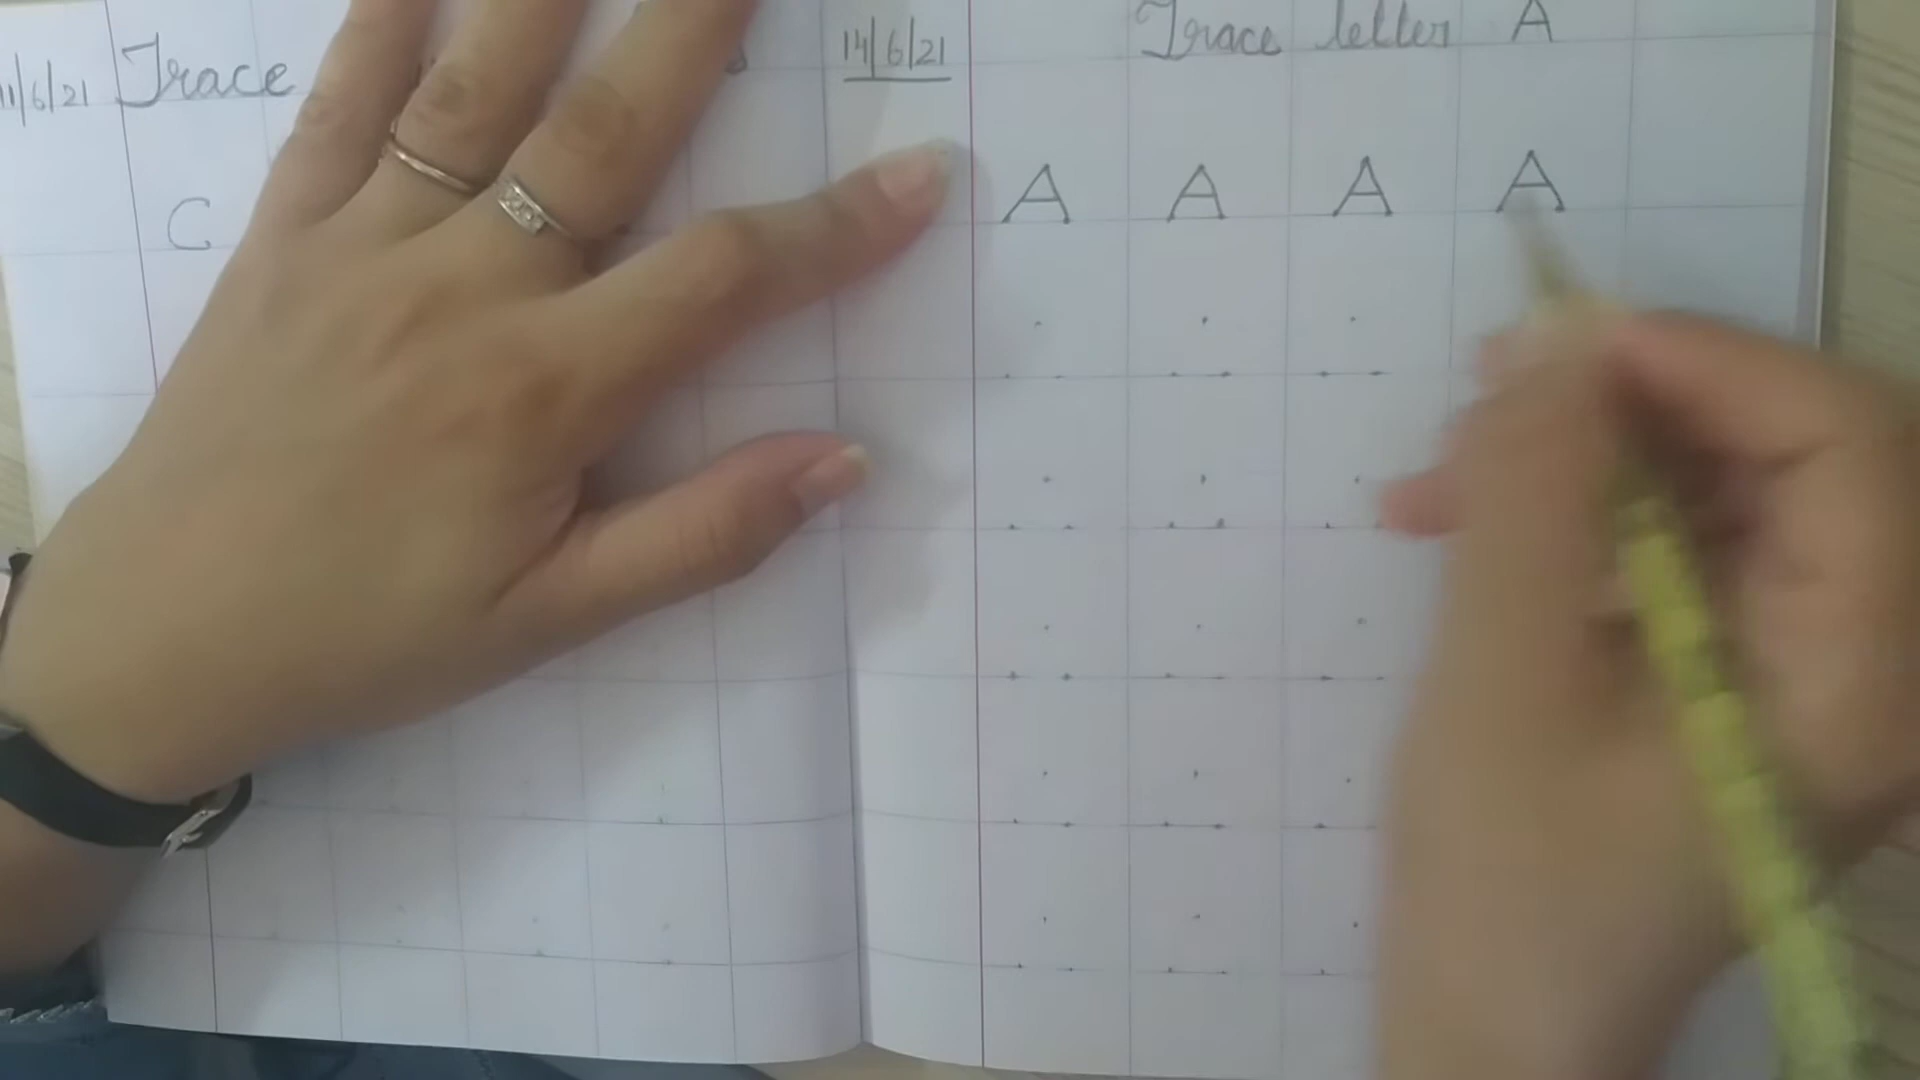 11/6/21 Trace
C
14/6/21 Trace letter A
A A A A